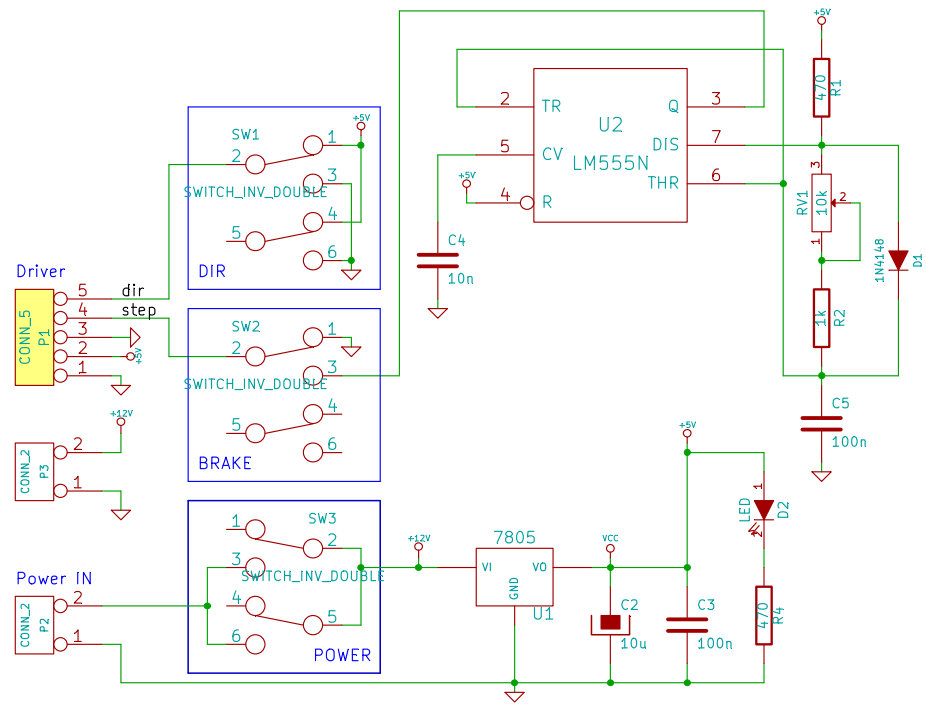 +5V
470
R1
2
TR
Q
3
U2
LM555N
5
CV
DIS
7
+5V
4
R
THR
6
3
RV1
10k
2
1
1N4148
D1
1k
R2
C4
10n
C5
100n
+5V
SW1
1
2
3
SWITCH_INV_DOUBLE
4
5
6
DIR
Driver
CONN_5
P1
5
dir
4
step
3
2
+5V
1
SW2
1
2
3
SWITCH_INV_DOUBLE
4
5
6
BRAKE
+12V
CONN_2
P3
2
1
Power IN
CONN_2
P2
2
1
1
SW3
2
3
SWITCH_INV_DOUBLE
4
5
6
POWER
+12V
7805
VI
VO
GND
U1
VCC
C2
10u
+5V
C3
100n
1
LED
D2
2
470
R4